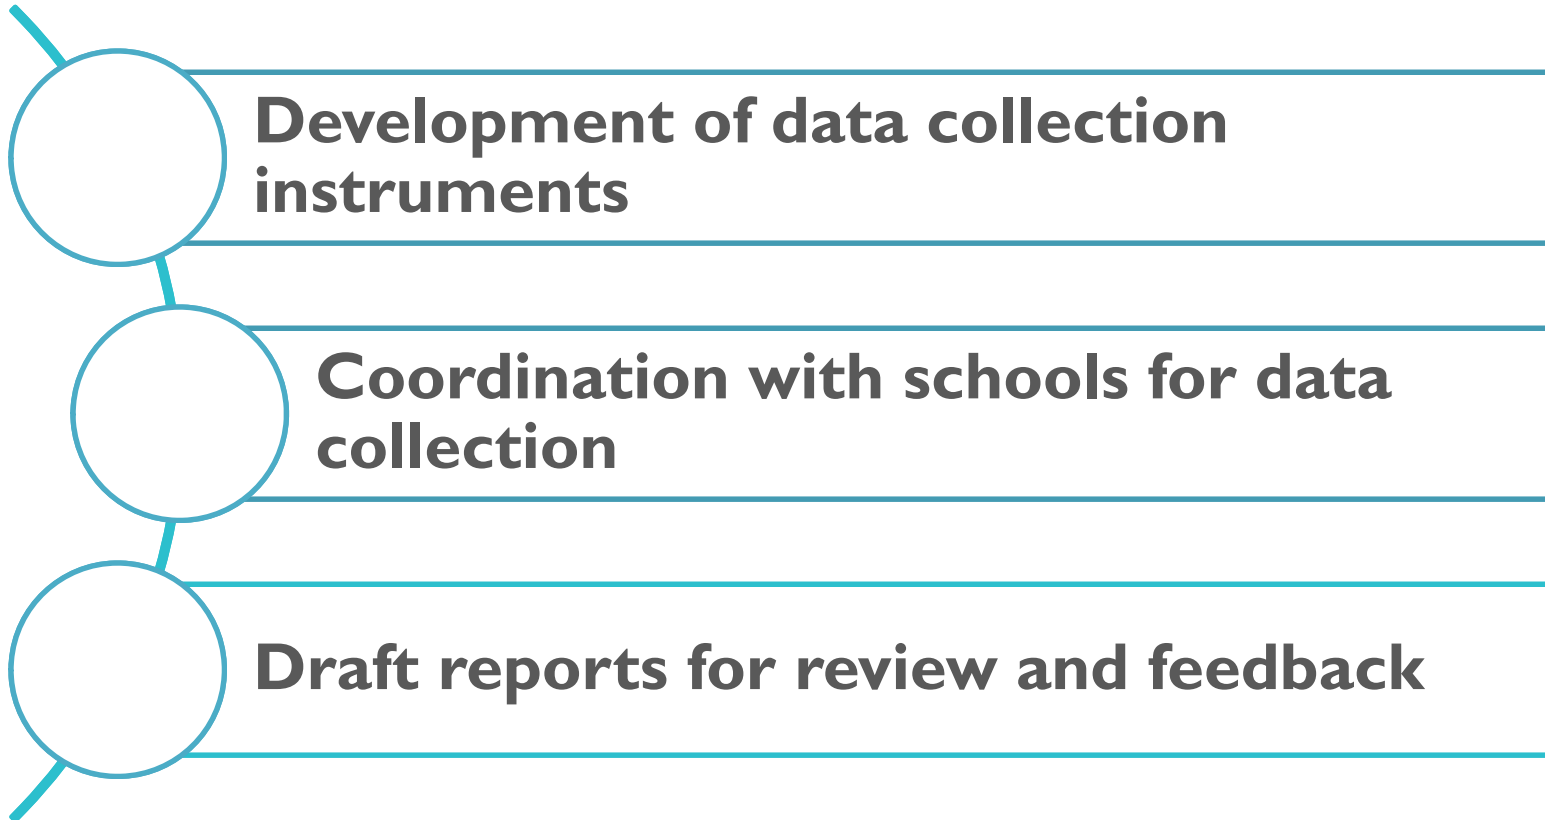 Development of data collection
instruments
Coordination with schools for data
collection
Draft reports for review and feedback